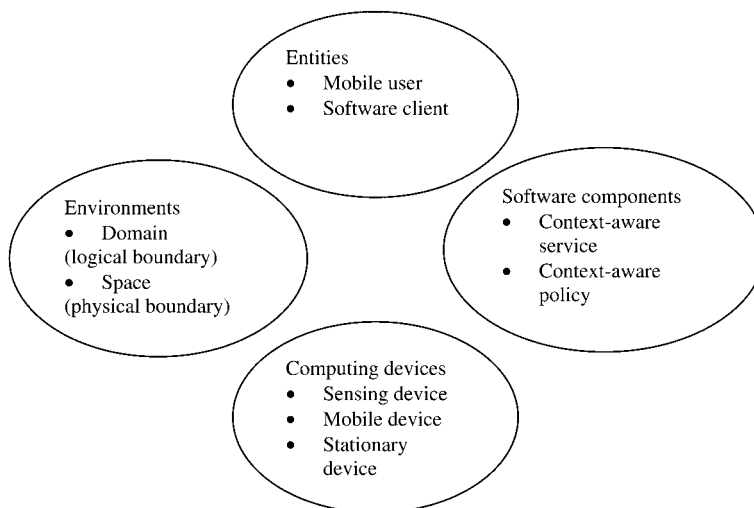 Entities
● Mobile user
● Software client
Environments
● Domain
(logical boundary)
● Space
(physical boundary)
Software components
● Context-aware
service
● Context-aware
policy
Computing devices
● Sensing device
● Mobile device
● Stationary
device